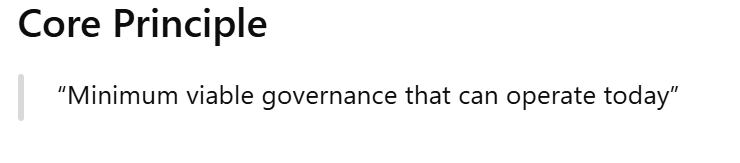 Core Principle
“Minimum viable governance that can operate today”